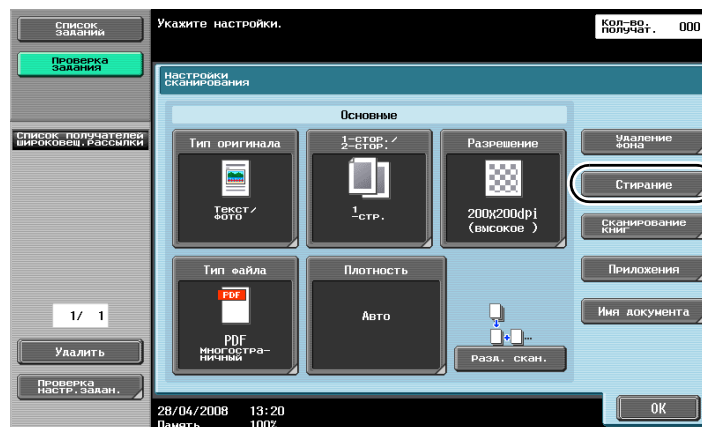 Список
заданий
Проверка
задания
Список получателей
широковещ.рассылки
1/ 1
Удалить
Проверка
настр.задан.
Укажите настройки.
Кол-во.
получат. 000
Настройки
сканирования
Основные
Тип оригинала
Текст/
Фото
1-стор./
2-стор.
1
-стр.
Разрешение
200X200dpi
(высокое )
Тип файла
PDF
PDF
многостра-
ничный
Плотность
Авто
Разд. скан.
Удаление
фона
Стирание
Сканирование
книг
Приложения
Имя документа
OK
28/04/2008 13:20
Память 100%